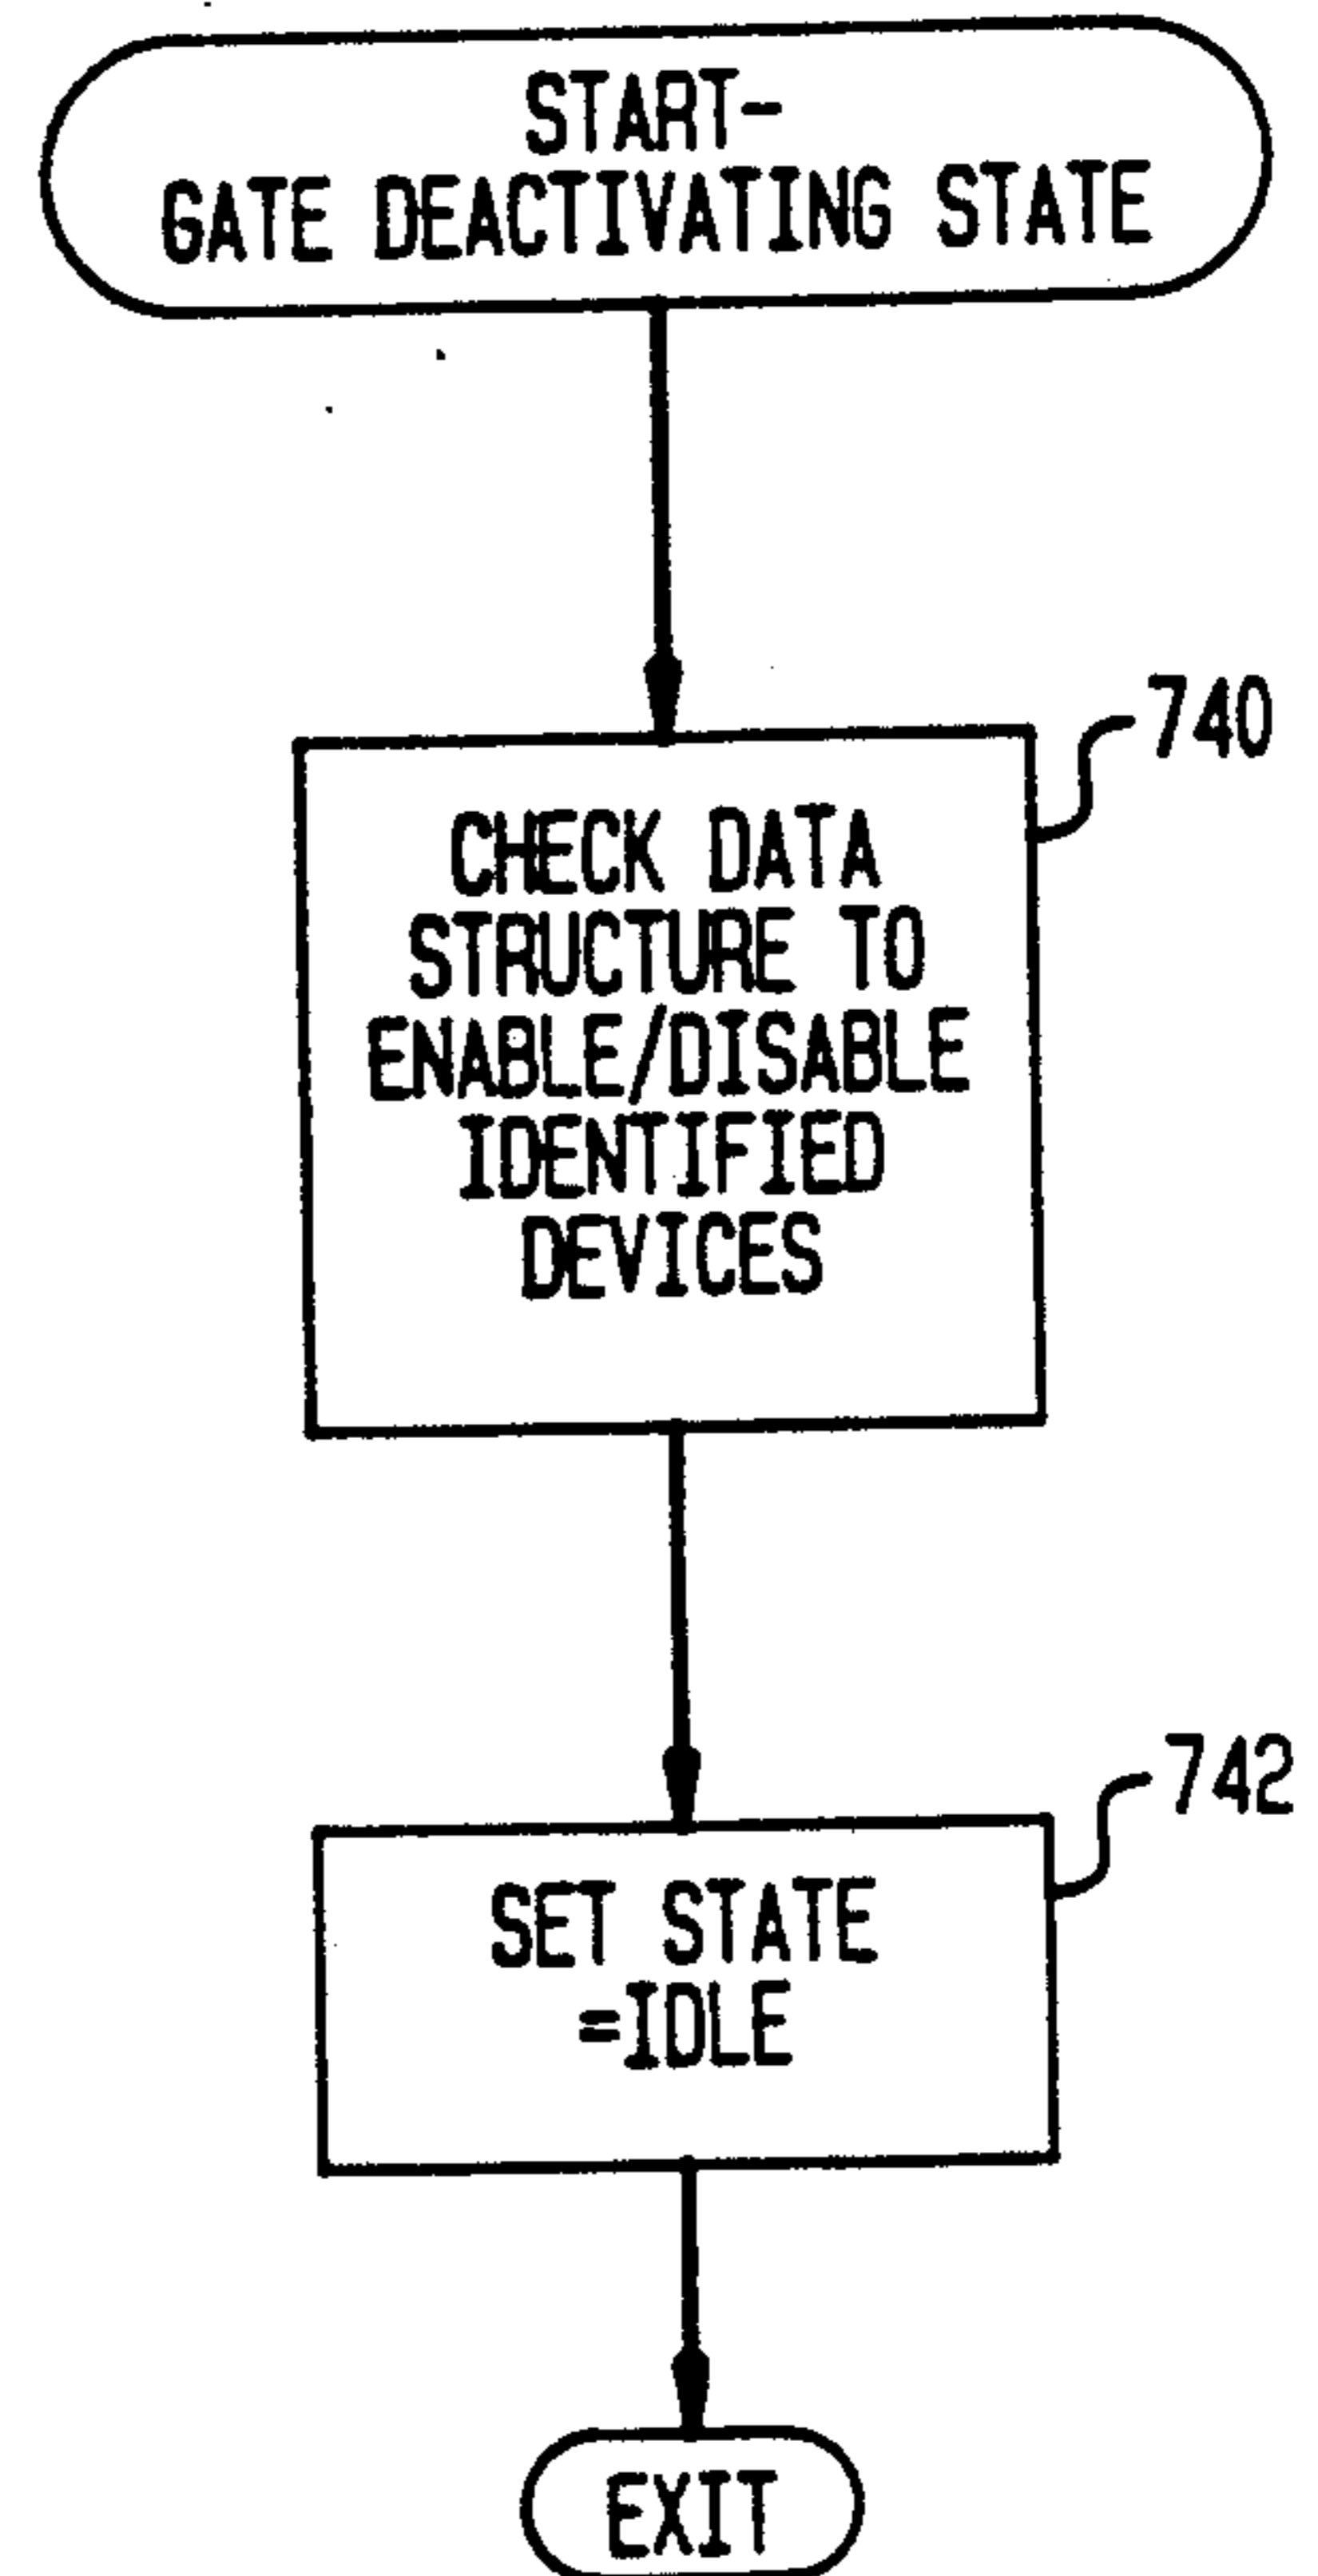 START-
GATE DEACTIVATING STATE
740
CHECK DATA
STRUCTURE TO
ENABLE/DISABLE
IDENTIFIED
DEVICES
742
SET STATE
=IDLE
EXIT